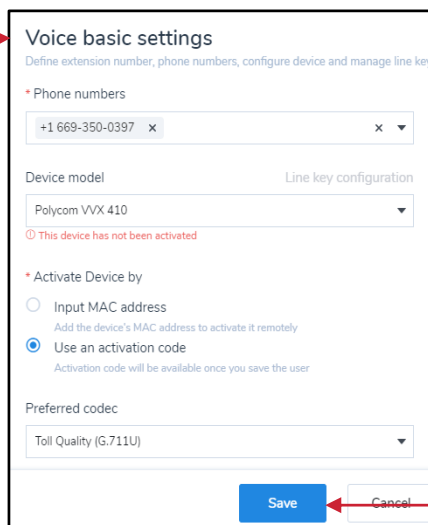 Voice basic settings
Define extension number, phone numbers, configure device and manage line key
* Phone numbers
+1 669-350-0397 × × ▼
Device model Line key configuration
Polycom VVX 410 ▼
This device has not been activated
* Activate Device by
Input MAC address
Add the device's MAC address to activate it remotely
Use an activation code
Activation code will be available once you save the user
Preferred codec
Toll Quality (G.711U) ▼
Save Cancel